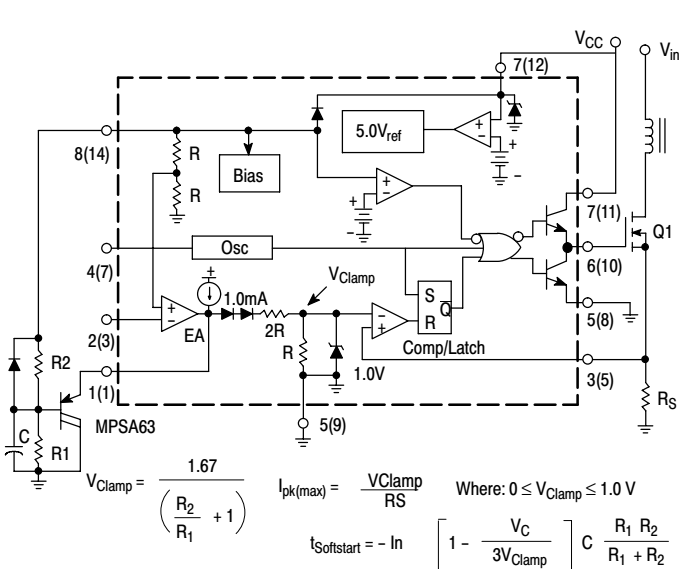 VCC
Vin
7(12)
8(14)
R
R
Bias
5.0Vref
+
–
+
–
+
–
+
–
7(11)
Q1
4(7)
Osc
6(10)
VClamp
+
1.0mA
S
Q
R
5(8)
+
–
EA
2R
–
+
2(3)
R
1.0V
Comp/Latch
3(5)
R2
1(1)
MPSA63
5(9)
RS
C
R1
VClamp = 1.67 / (R2/R1 + 1)
Ipk(max) = VClamp / RS
Where: 0 ≤ VClamp ≤ 1.0 V
tSoftstart = – In [1 - VC / 3VClamp] C R1 R2 / R1 + R2